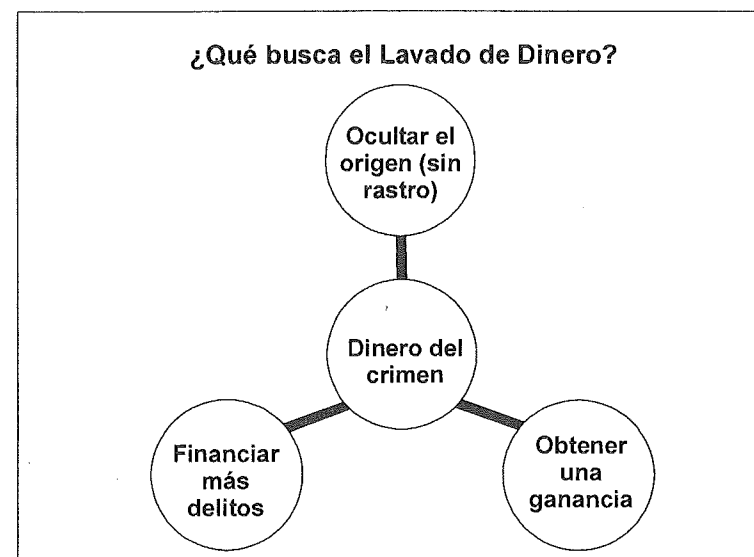 ¿Qué busca el Lavado de Dinero?
Ocultar el
origen (sin
rastro)
Dinero del
crimen
Financiar
más
delitos
Obtener
una
ganancia